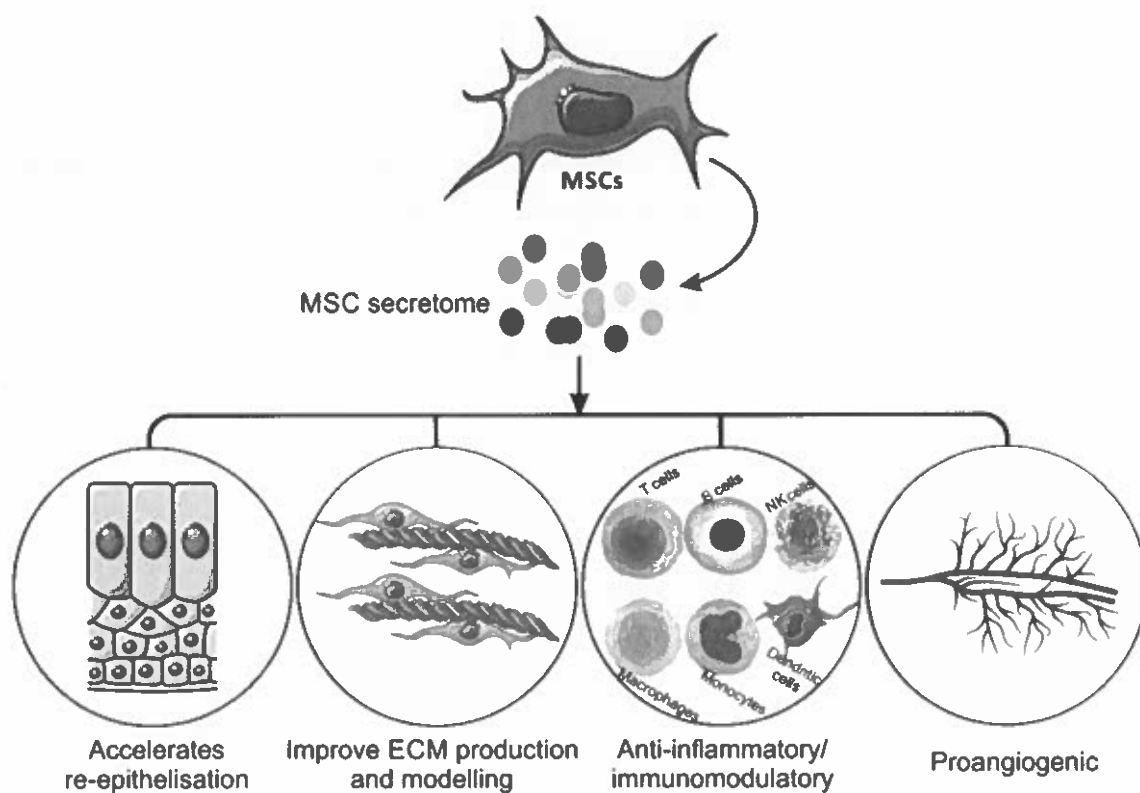 MSCs
MSC secretome
T cells
B cells
NK cells
Macrophages
Monocytes
Dendritic
cells
Accelerates
re-epithelisation
Improve ECM production
and modelling
Anti-inflammatory/
immunomodulatory
Proangiogenic